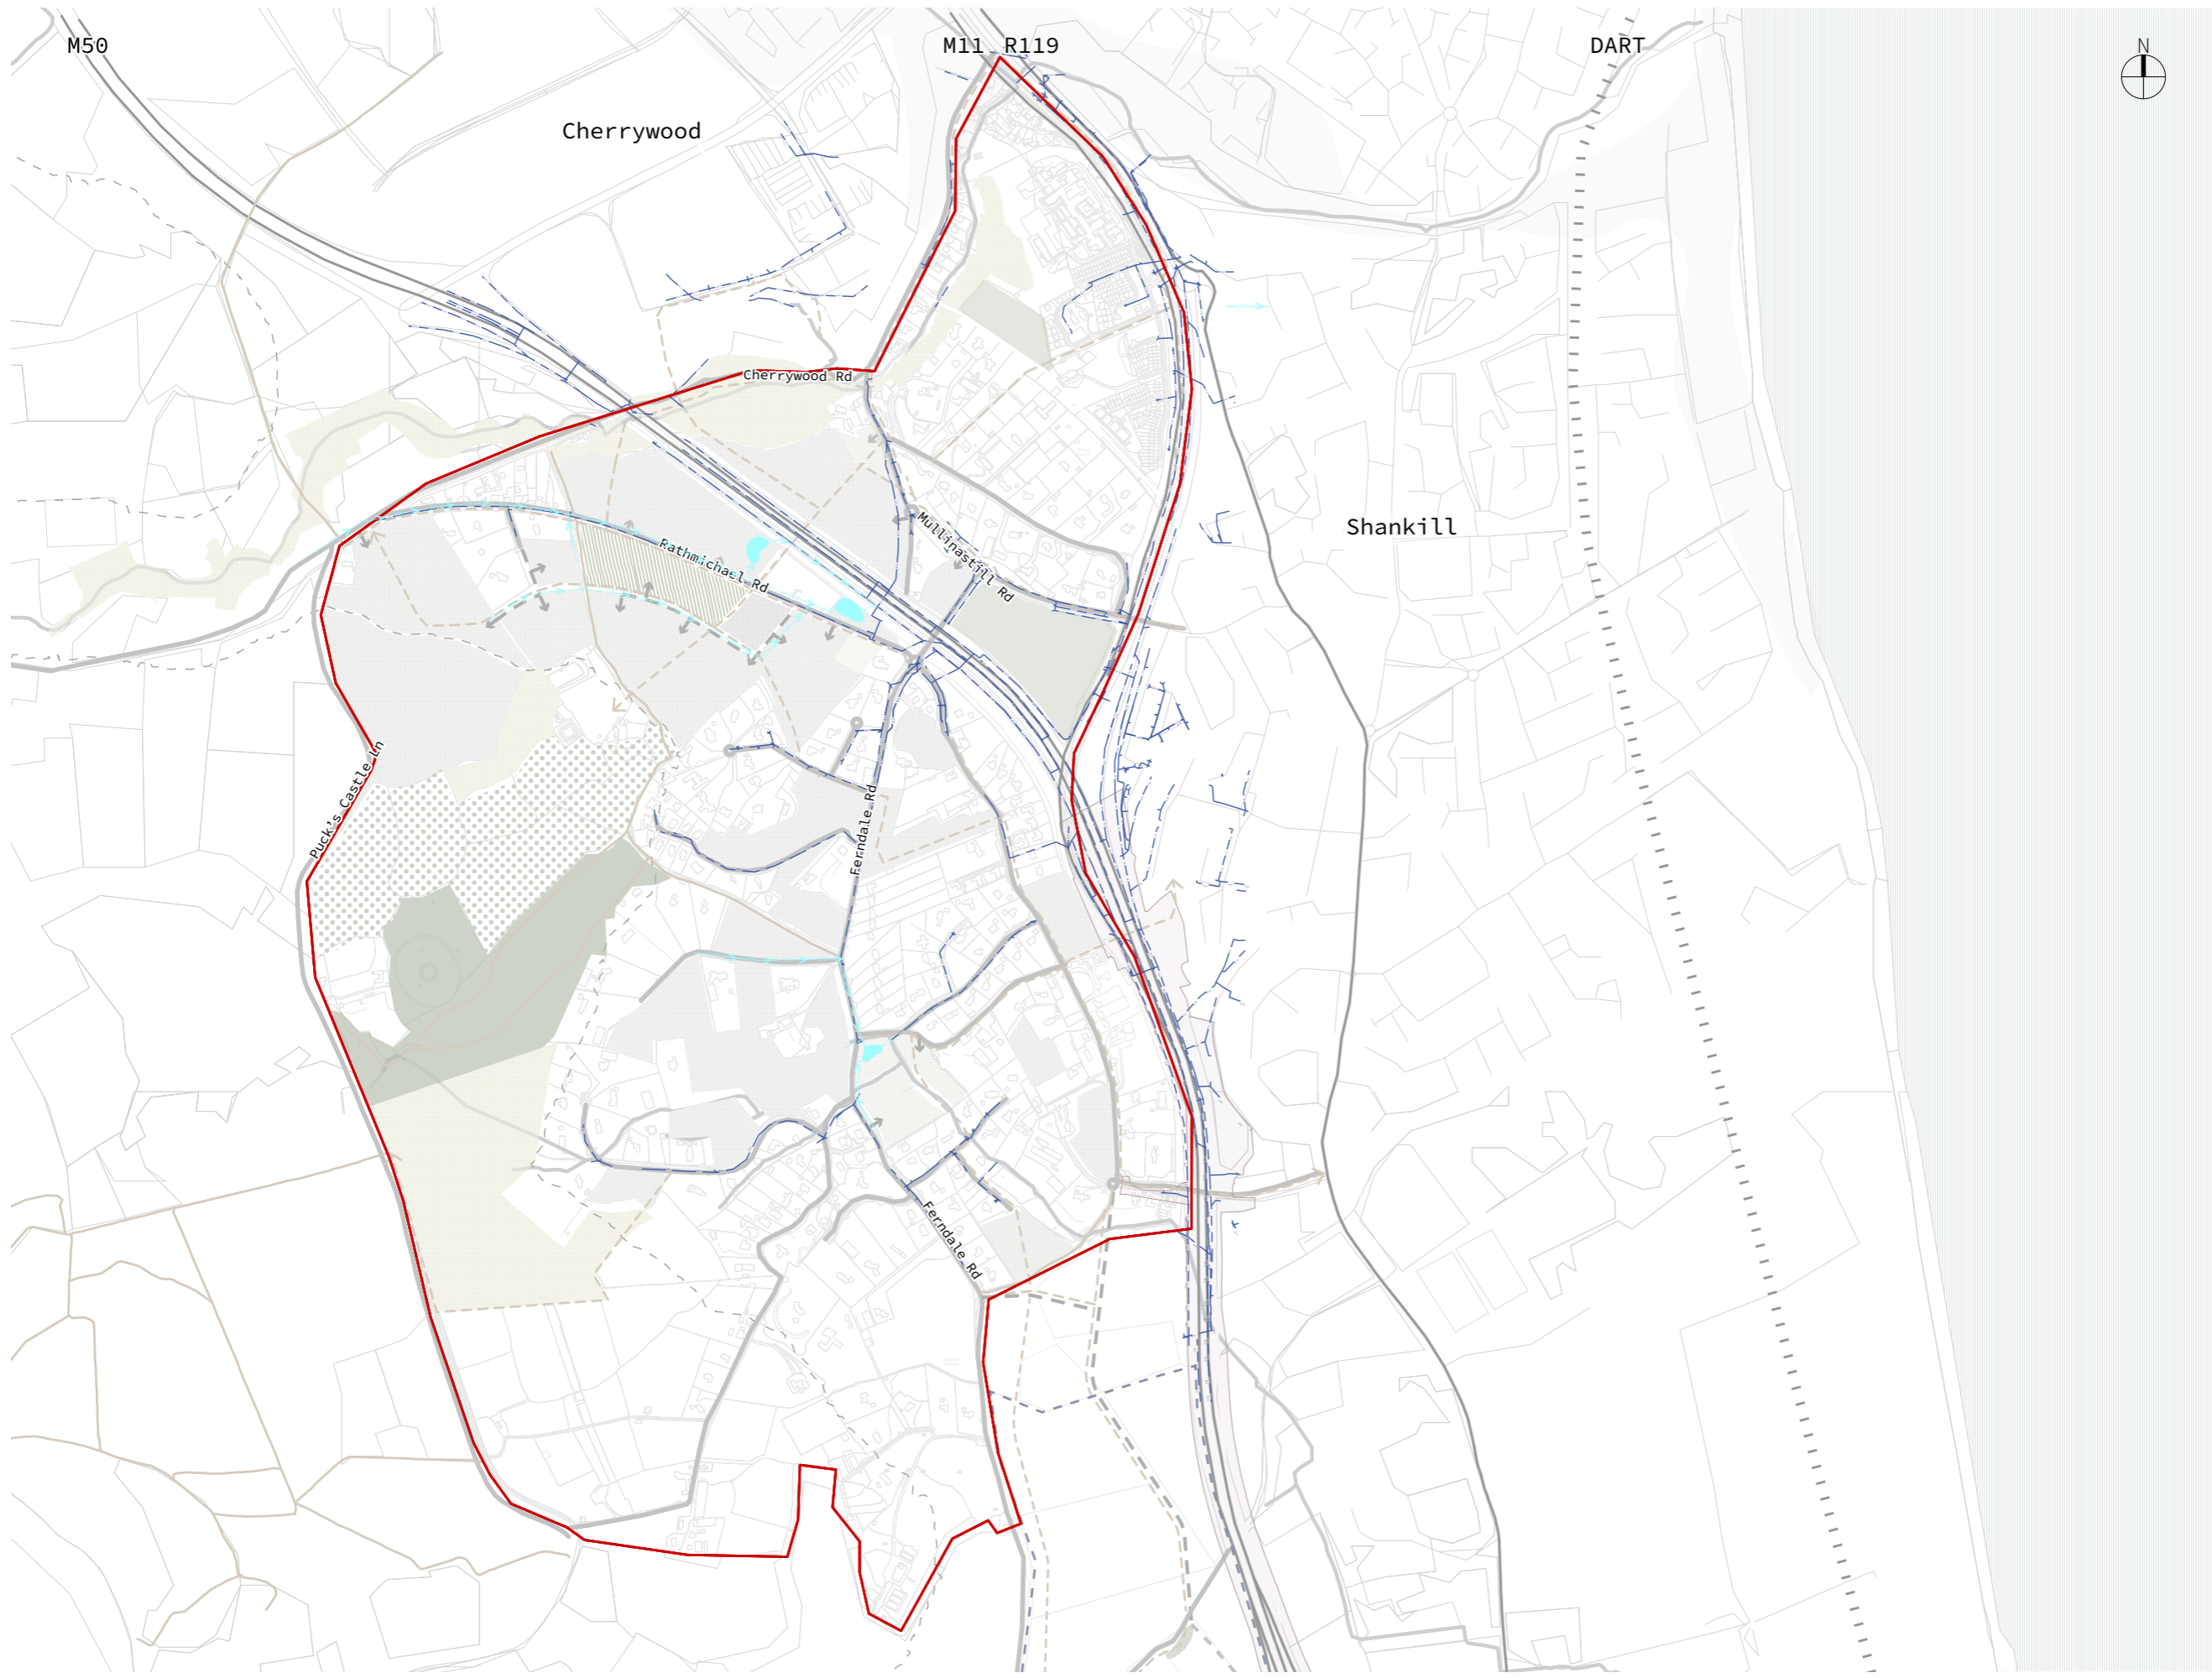 M50
M11
R119
DART
N
Cherrywood
Cherrywood Rd
Shankill
Mullinastill Rd
Rathmichael Rd
Puck's Castle Ln
Ferndale Rd
Ferndale Rd